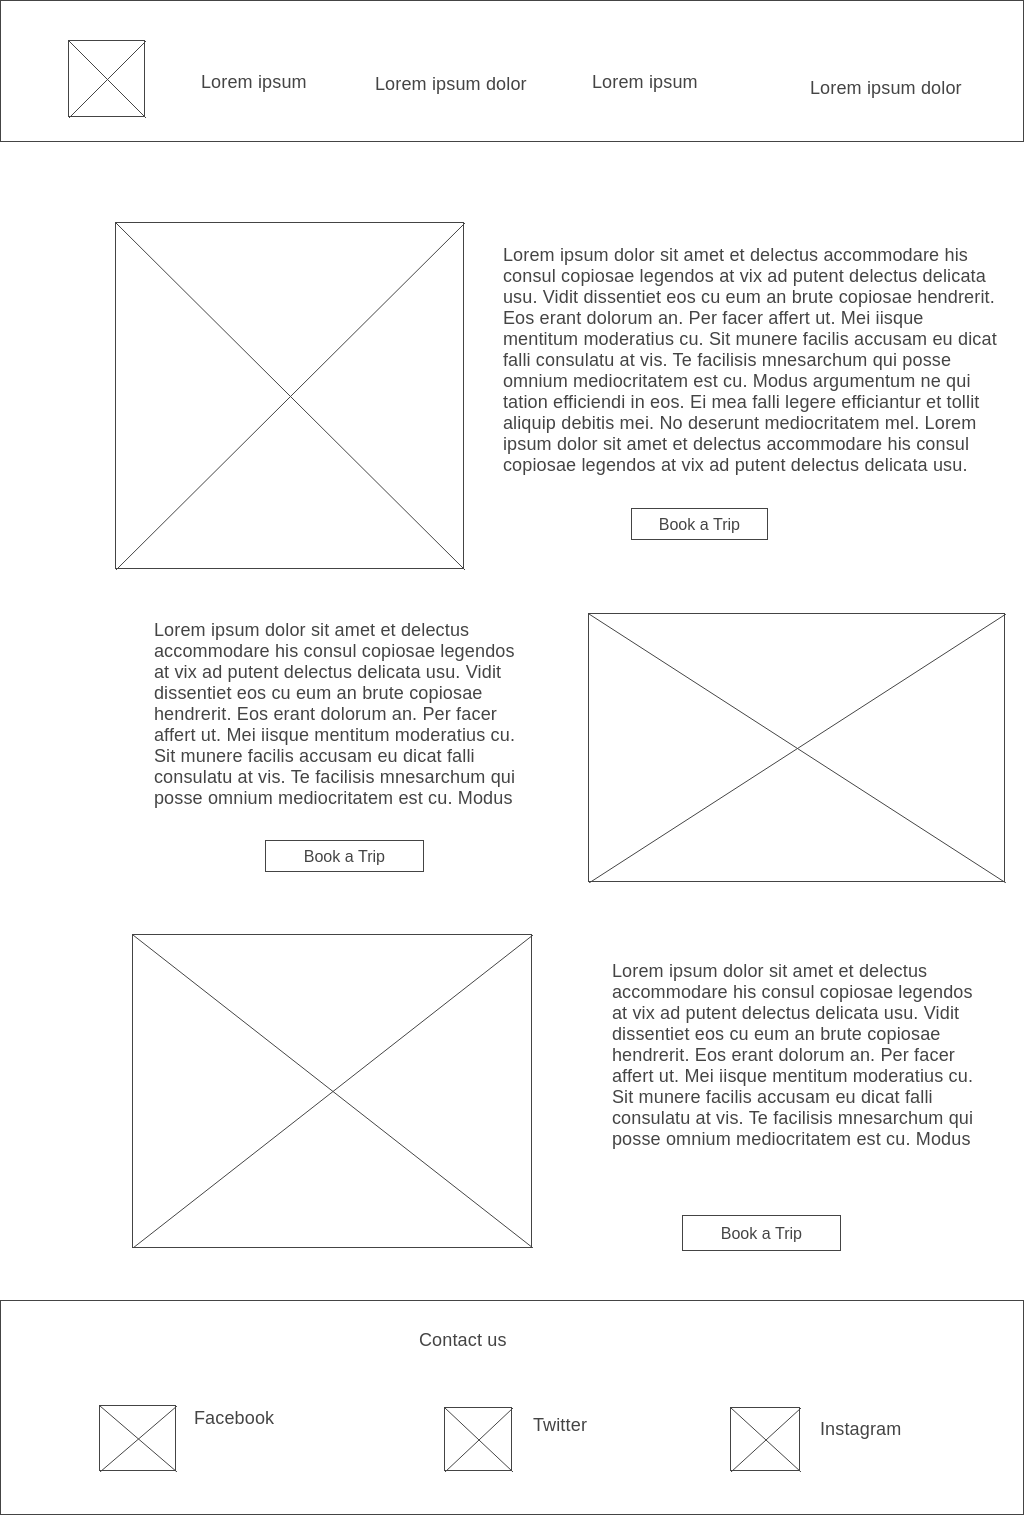 Lorem ipsum
Lorem ipsum dolor
Lorem ipsum
Lorem ipsum dolor
Lorem ipsum dolor sit amet et delectus accommodare his
consul copiosae legendos at vix ad putent delectus delicata
usu. Vidit dissentiet eos cu eum an brute copiosae hendrerit.
Eos erant dolorum an. Per facer affert ut. Mei iisque
mentitum moderatius cu. Sit munere facilis accusam eu dicat
falli consulatu at vis. Te facilisis mnesarchum qui posse
omnium mediocritatem est cu. Modus argumentum ne qui
tation efficiendi in eos. Ei mea falli legere efficiantur et tollit
aliquip debitis mei. No deserunt mediocritatem mel. Lorem
ipsum dolor sit amet et delectus accommodare his consul
copiosae legendos at vix ad putent delectus delicata usu.
Book a Trip
Lorem ipsum dolor sit amet et delectus
accommodare his consul copiosae legendos
at vix ad putent delectus delicata usu. Vidit
dissentiet eos cu eum an brute copiosae
hendrerit. Eos erant dolorum an. Per facer
affert ut. Mei iisque mentitum moderatius cu.
Sit munere facilis accusam eu dicat falli
consulatu at vis. Te facilisis mnesarchum qui
posse omnium mediocritatem est cu. Modus
Book a Trip
Lorem ipsum dolor sit amet et delectus
accommodare his consul copiosae legendos
at vix ad putent delectus delicata usu. Vidit
dissentiet eos cu eum an brute copiosae
hendrerit. Eos erant dolorum an. Per facer
affert ut. Mei iisque mentitum moderatius cu.
Sit munere facilis accusam eu dicat falli
consulatu at vis. Te facilisis mnesarchum qui
posse omnium mediocritatem est cu. Modus
Book a Trip
Contact us
Facebook
Twitter
Instagram